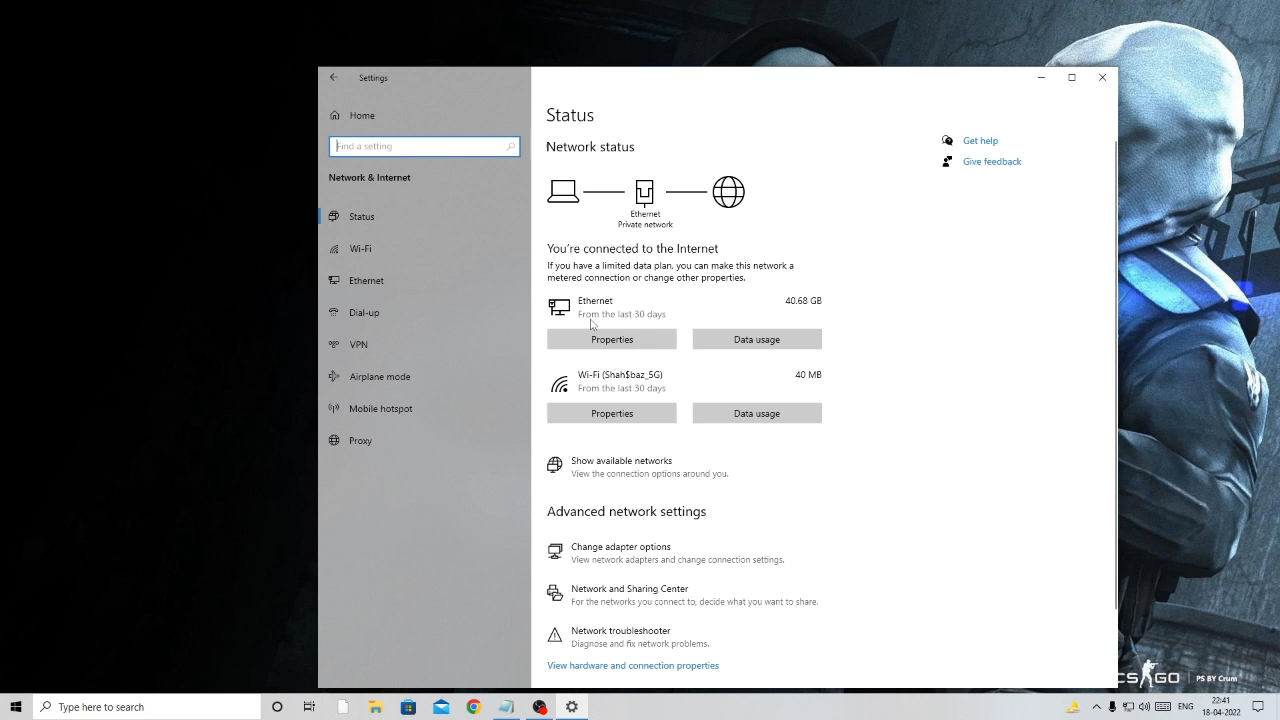 Settings
Home
Find a setting
Network & Internet
Status
Wi-Fi
Ethernet
Dial-up
VPN
Airplane mode
Mobile hotspot
Proxy
Status
Network status
Ethernet
Private network
You're connected to the Internet
If you have a limited data plan, you can make this network a
metered connection or change other properties.
Ethernet 40.68 GB
From the last 30 days
Properties Data usage
Wi-Fi (Shah$baz_5G) 40 MB
From the last 30 days
Properties Data usage
Show available networks
View the connection options around you.
Advanced network settings
Change adapter options
View network adapters and change connection settings.
Network and Sharing Center
For the networks you connect to, decide what you want to share.
Network troubleshooter
Diagnose and fix network problems.
View hardware and connection properties
Get help
Give feedback
CS GO PS BY Crum
Type here to search
ENG
22:41
18-04-2022